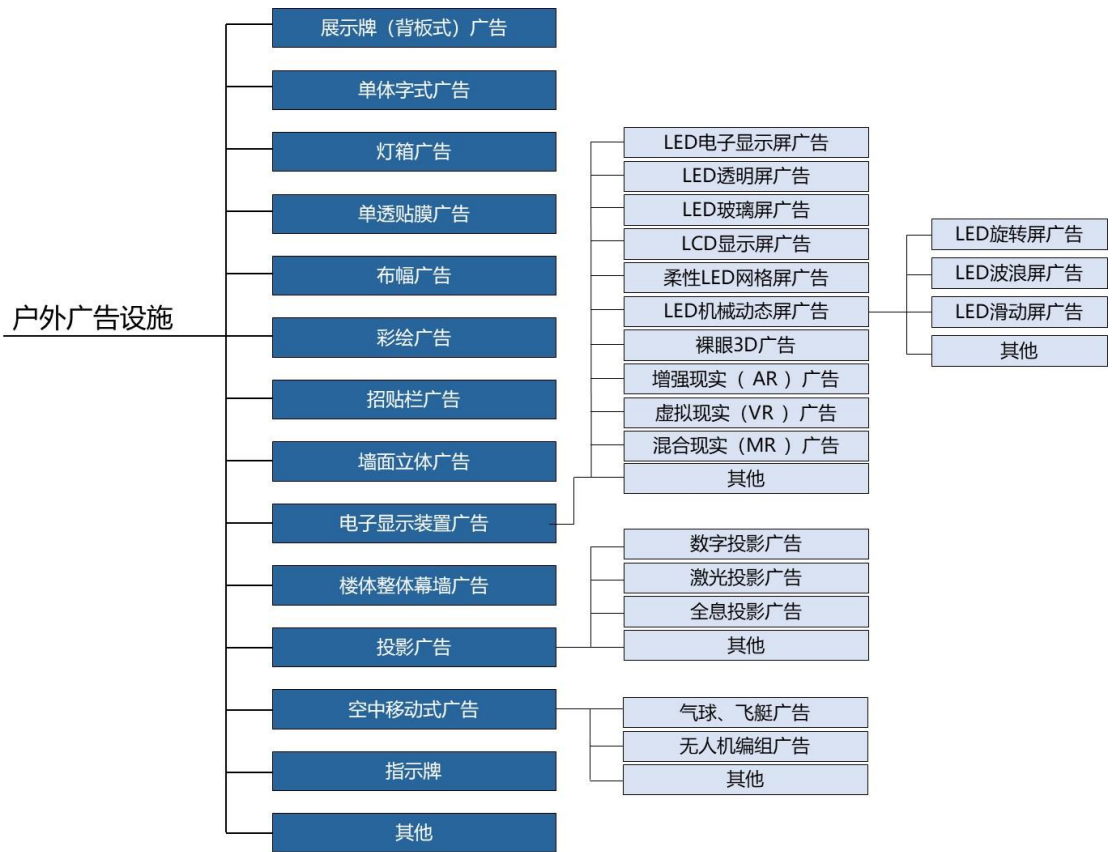 户外广告设施
展示牌（背板式）广告
单体字式广告
灯箱广告
单透贴膜广告
布幅广告
彩绘广告
招贴栏广告
墙面立体广告
电子显示装置广告
LED电子显示屏广告
LED透明屏广告
LED玻璃屏广告
LCD显示屏广告
柔性LED网格屏广告
LED机械动态屏广告
LED旋转屏广告
LED波浪屏广告
LED滑动屏广告
其他
裸眼3D广告
增强现实（ AR ）广告
虚拟现实（VR ）广告
混合现实（MR ）广告
其他
楼体整体幕墙广告
投影广告
数字投影广告
激光投影广告
全息投影广告
其他
空中移动式广告
气球、飞艇广告
无人机编组广告
其他
指示牌
其他